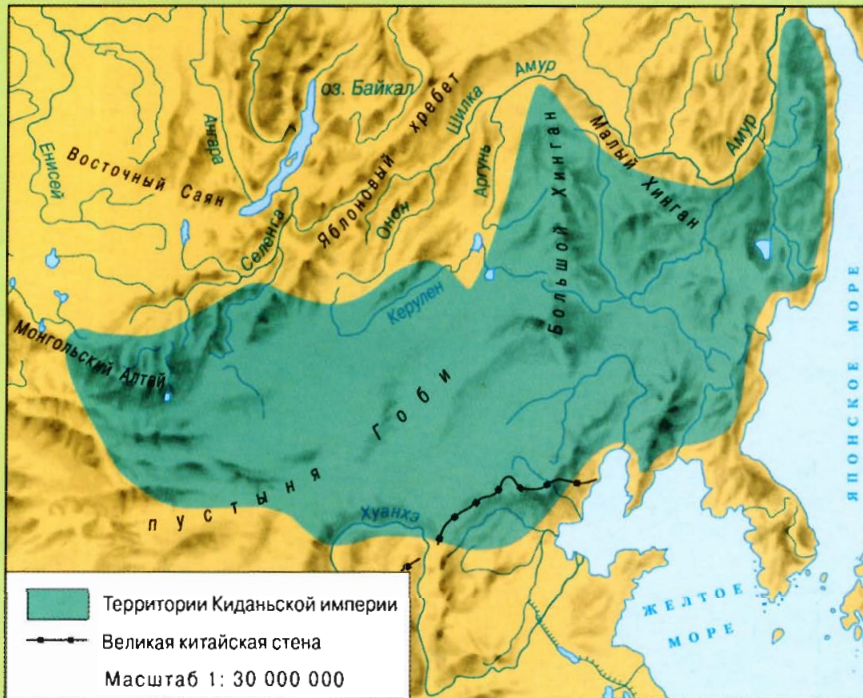 Амур
оз. Байкал
Яблоновый хребет
Шилка
Ангара
Енисей
Восточный Саян
Малый Хинган
Амур
Аргунь
Онон
Селенга
Большой Хинган
Керулен
Монгольский Алтай
пустыня Гоби
Хуанхэ
ЯПОНСКОЕ МОРЕ
ЖЕЛТОЕ
МОРЕ
Территории Киданьской империи
Великая китайская стена
Масштаб 1: 30 000 000